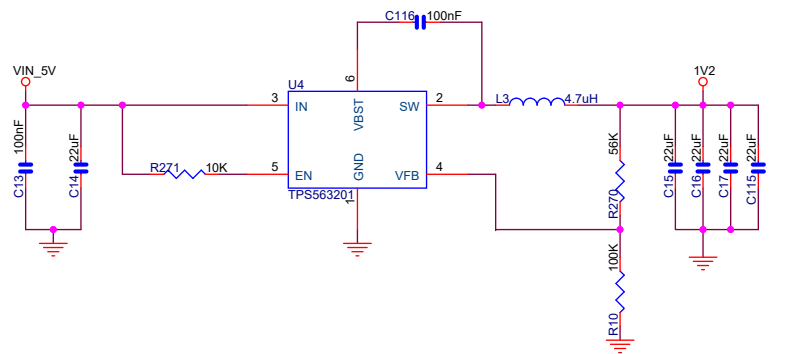 C116 100nF
VIN_5V
1V2
U4
6
3 IN
VBST
SW 2
L3 4.7uH
100nF
22uF
C13
C14
R271 10K
5 EN
GND
VFB 4
TPS563201
1
56K
R270
22uF
22uF
22uF
22uF
C15
C16
C17
C115
100K
R10